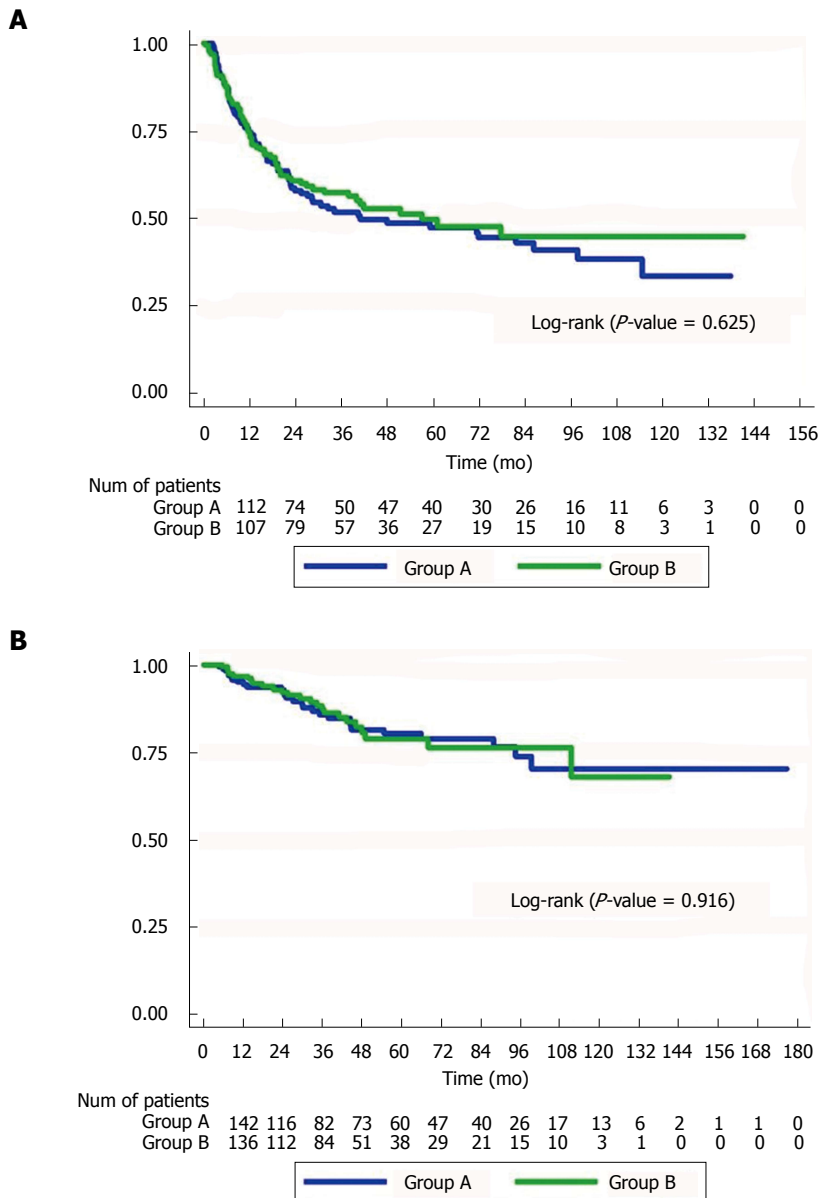 A
1.00
0.75
0.50
0.25
0.00
Log-rank (P-value = 0.625)
0 12 24 36 48 60 72 84 96 108 120 132 144 156
Time (mo)
Num of patients
Group A 112 74 50 47 40 30 26 16 11 6 3 0 0
Group B 107 79 57 36 27 19 15 10 8 3 1 0 0
Group A Group B
B
1.00
0.75
0.50
0.25
0.00
Log-rank (P-value = 0.916)
0 12 24 36 48 60 72 84 96 108 120 132 144 156 168 180
Time (mo)
Num of patients
Group A 142 116 82 73 60 47 40 26 17 13 6 2 1 1 0
Group B 136 112 84 51 38 29 21 15 10 3 1 0 0 0 0
Group A Group B